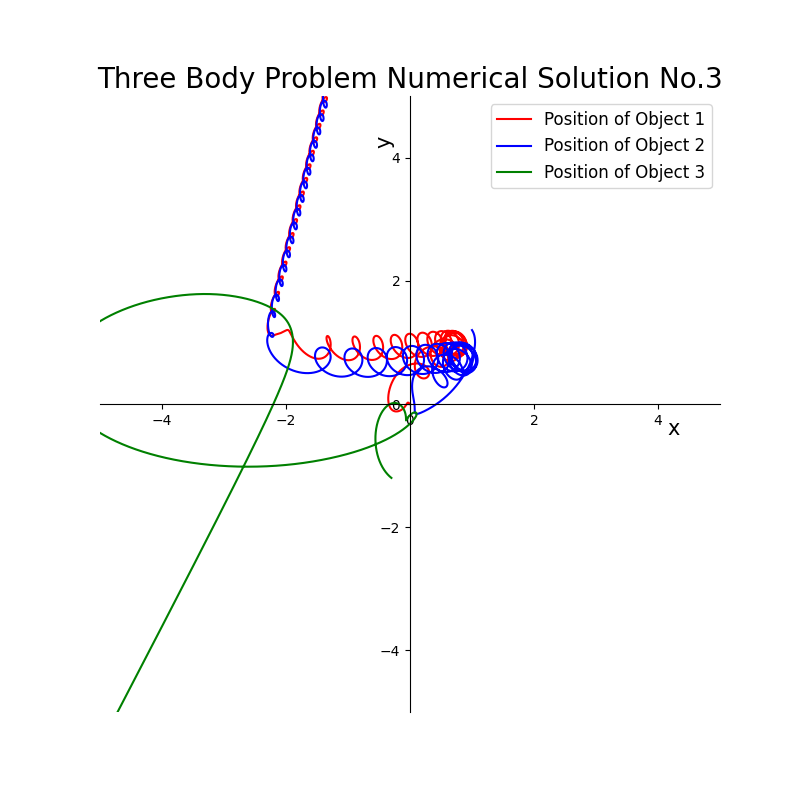 Three Body Problem Numerical Solution No.3
Position of Object 1
Position of Object 2
Position of Object 3
y
4
2
0
−4
−2
0
2
4
x
−2
−4